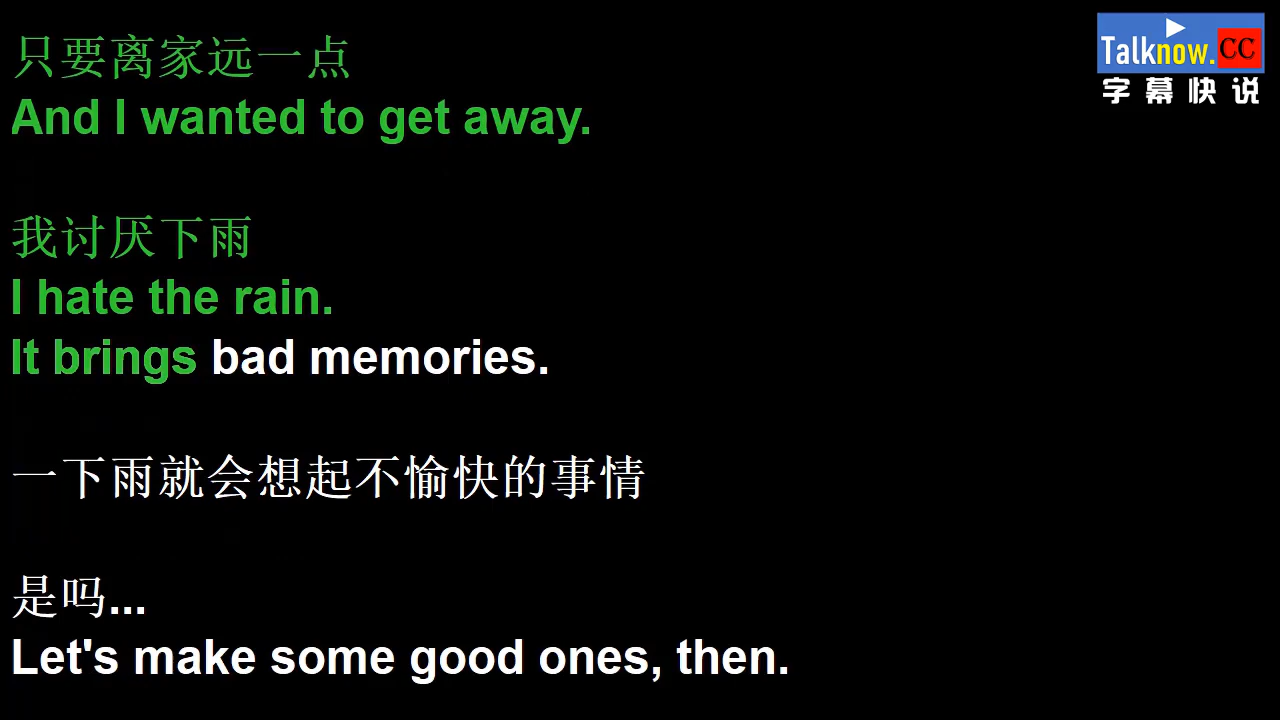 只要离家远一点
And I wanted to get away.
我讨厌下雨
I hate the rain.
It brings bad memories.
一下雨就会想起不愉快的事情
是吗...
Let's make some good ones, then.
Talknow.CC
字幕快说